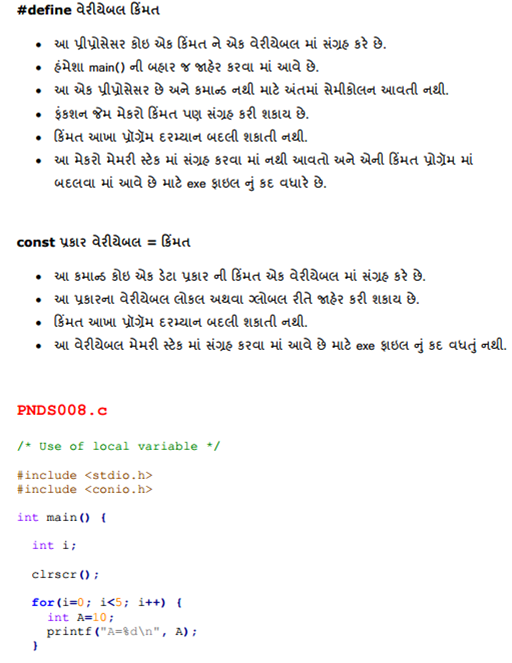 #define વેરીયેબલ કિંમત
• આ પ્રીપ્રોસેસર કોઇ એક કિંમત ને એક વેરીયેબલ માં સંગ્રહ કરે છે.
• હંમેશા main() ની બહાર જ જાહેર કરવા માં આવે છે.
• આ એક પ્રીપ્રોસેસર છે અને કમાન્ડ નથી માટે અંતમાં સેમીકોલન આવતી નથી.
• ફંકશન જેમ મેકરો કિંમત પણ સંગ્રહ કરી શકાય છે.
• કિંમત આખા પ્રૉગ્રૅમ દરમ્યાન બદલી શકાતી નથી.
• આ મેકરો મેમરી સ્ટેક માં સંગ્રહ કરવા માં નથી આવતો અને એની કિંમત પ્રોગ્રૅમ માં
બદલવા માં આવે છે માટે exe ફાઇલ નું કદ વધારે છે.
const પ્રકાર વેરીયેબલ = કિંમત
• આ કમાન્ડ કોઇ એક ડેટા પ્રકાર ની કિંમત એક વેરીયેબલ માં સંગ્રહ કરે છે.
• આ પ્રકારના વેરીયેબલ લોકલ અથવા ગ્લોબલ રીતે જાહેર કરી શકાય છે.
• કિંમત આખા પ્રૉગ્રૅમ દરમ્યાન બદલી શકાતી નથી.
• આ વેરીયેબલ મેમરી સ્ટેક માં સંગ્રહ કરવા માં આવે છે માટે exe ફાઇલ નું કદ વધતું નથી.
PNDS008.c
/* Use of local variable */
#include <stdio.h>
#include <conio.h>
int main() {
int i;
clrscr();
for(i=0; i<5; i++) {
int A=10;
printf("A=%d\n", A);
}